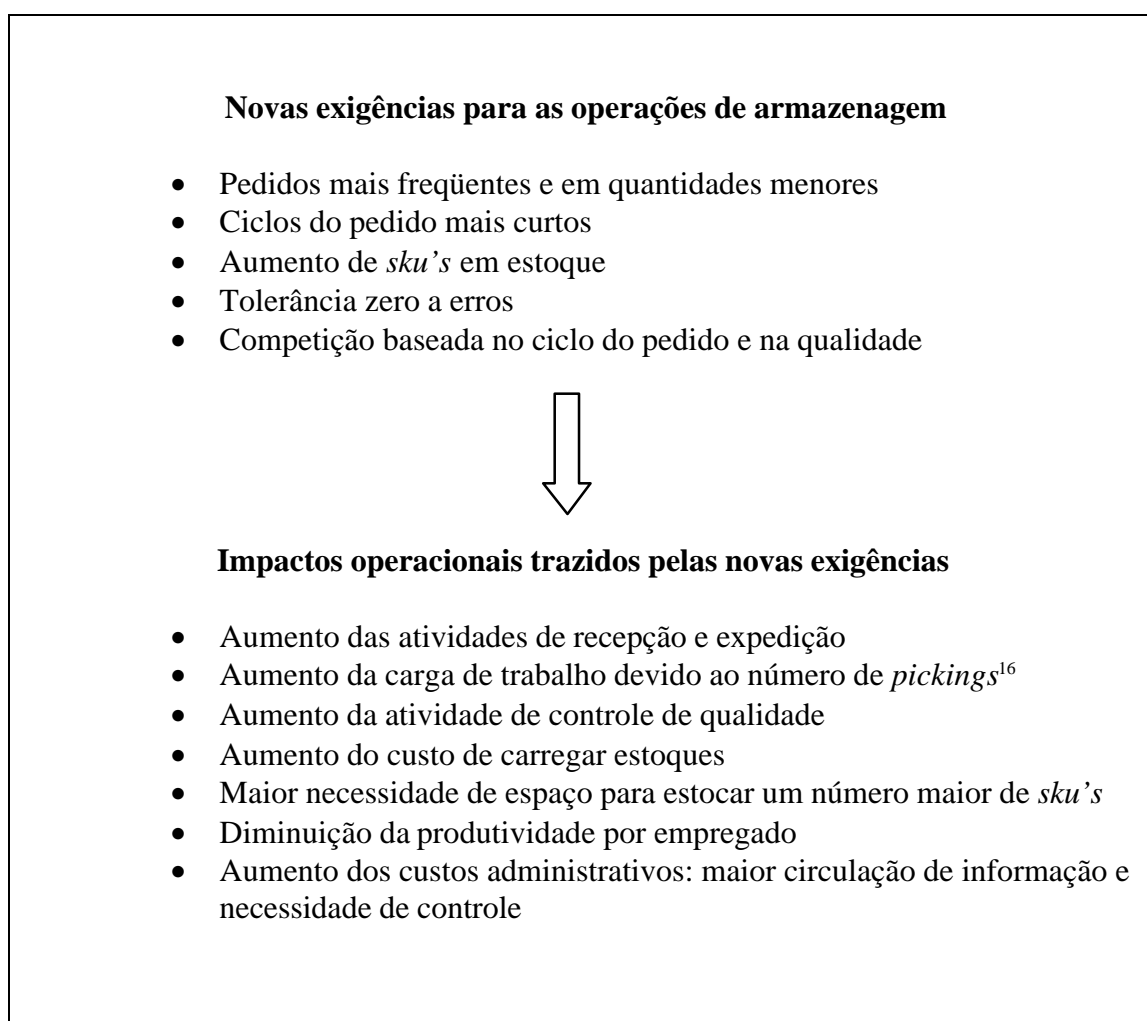 Novas exigências para as operações de armazenagem
• Pedidos mais freqüentes e em quantidades menores
• Ciclos do pedido mais curtos
• Aumento de sku’s em estoque
• Tolerância zero a erros
• Competição baseada no ciclo do pedido e na qualidade
Impactos operacionais trazidos pelas novas exigências
• Aumento das atividades de recepção e expedição
• Aumento da carga de trabalho devido ao número de pickings¹⁶
• Aumento da atividade de controle de qualidade
• Aumento do custo de carregar estoques
• Maior necessidade de espaço para estocar um número maior de sku’s
• Diminuição da produtividade por empregado
• Aumento dos custos administrativos: maior circulação de informação e
necessidade de controle